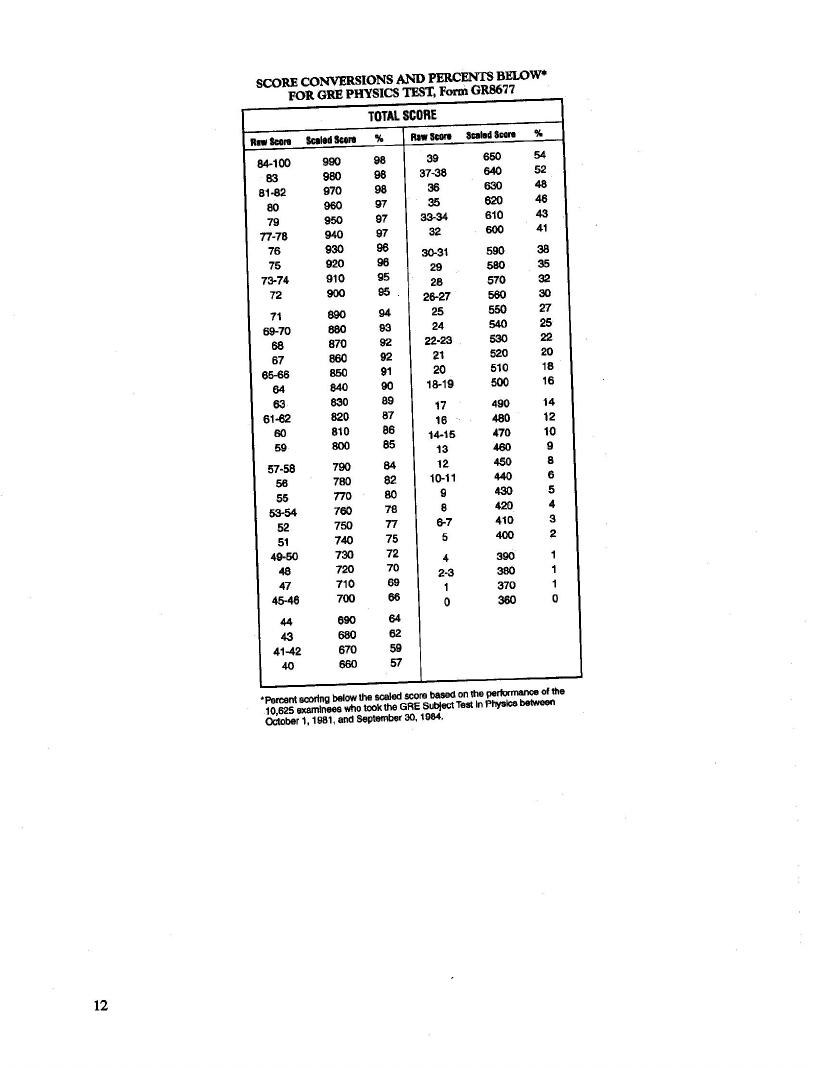 SCORE CONVERSIONS AND PERCENTS BELOW*
FOR GRE PHYSICS TEST, Form GR8677
TOTAL SCORE
Raw Score Scaled Score % Raw Score Scaled Score %
84-100 990 98 39 650 54
83 980 98 37-38 640 52
81-82 970 98 36 630 48
80 960 97 35 620 46
79 950 97 33-34 610 43
77-78 940 97 32 600 41
76 930 96 30-31 590 38
75 920 96 29 580 35
73-74 910 95 28 570 32
72 900 95 26-27 560 30
71 890 94 25 550 27
69-70 880 93 24 540 25
68 870 92 22-23 530 22
67 860 92 21 520 20
65-66 850 91 20 510 18
64 840 90 18-19 500 16
63 830 89 17 490 14
61-62 820 87 16 480 12
60 810 86 14-15 470 10
59 800 85 13 460 9
57-58 790 84 12 450 8
56 780 82 10-11 440 6
55 770 80 9 430 5
53-54 760 78 8 420 4
52 750 77 6-7 410 3
51 740 75 5 400 2
49-50 730 72 4 390 1
48 720 70 2-3 380 1
47 710 69 1 370 1
45-46 700 66 0 360 0
44 690 64
43 680 62
41-42 670 59
40 660 57
*Percent scoring below the scaled score based on the performance of the
10,625 examinees who took the GRE Subject Test in Physics between
October 1, 1981, and September 30, 1984.
12